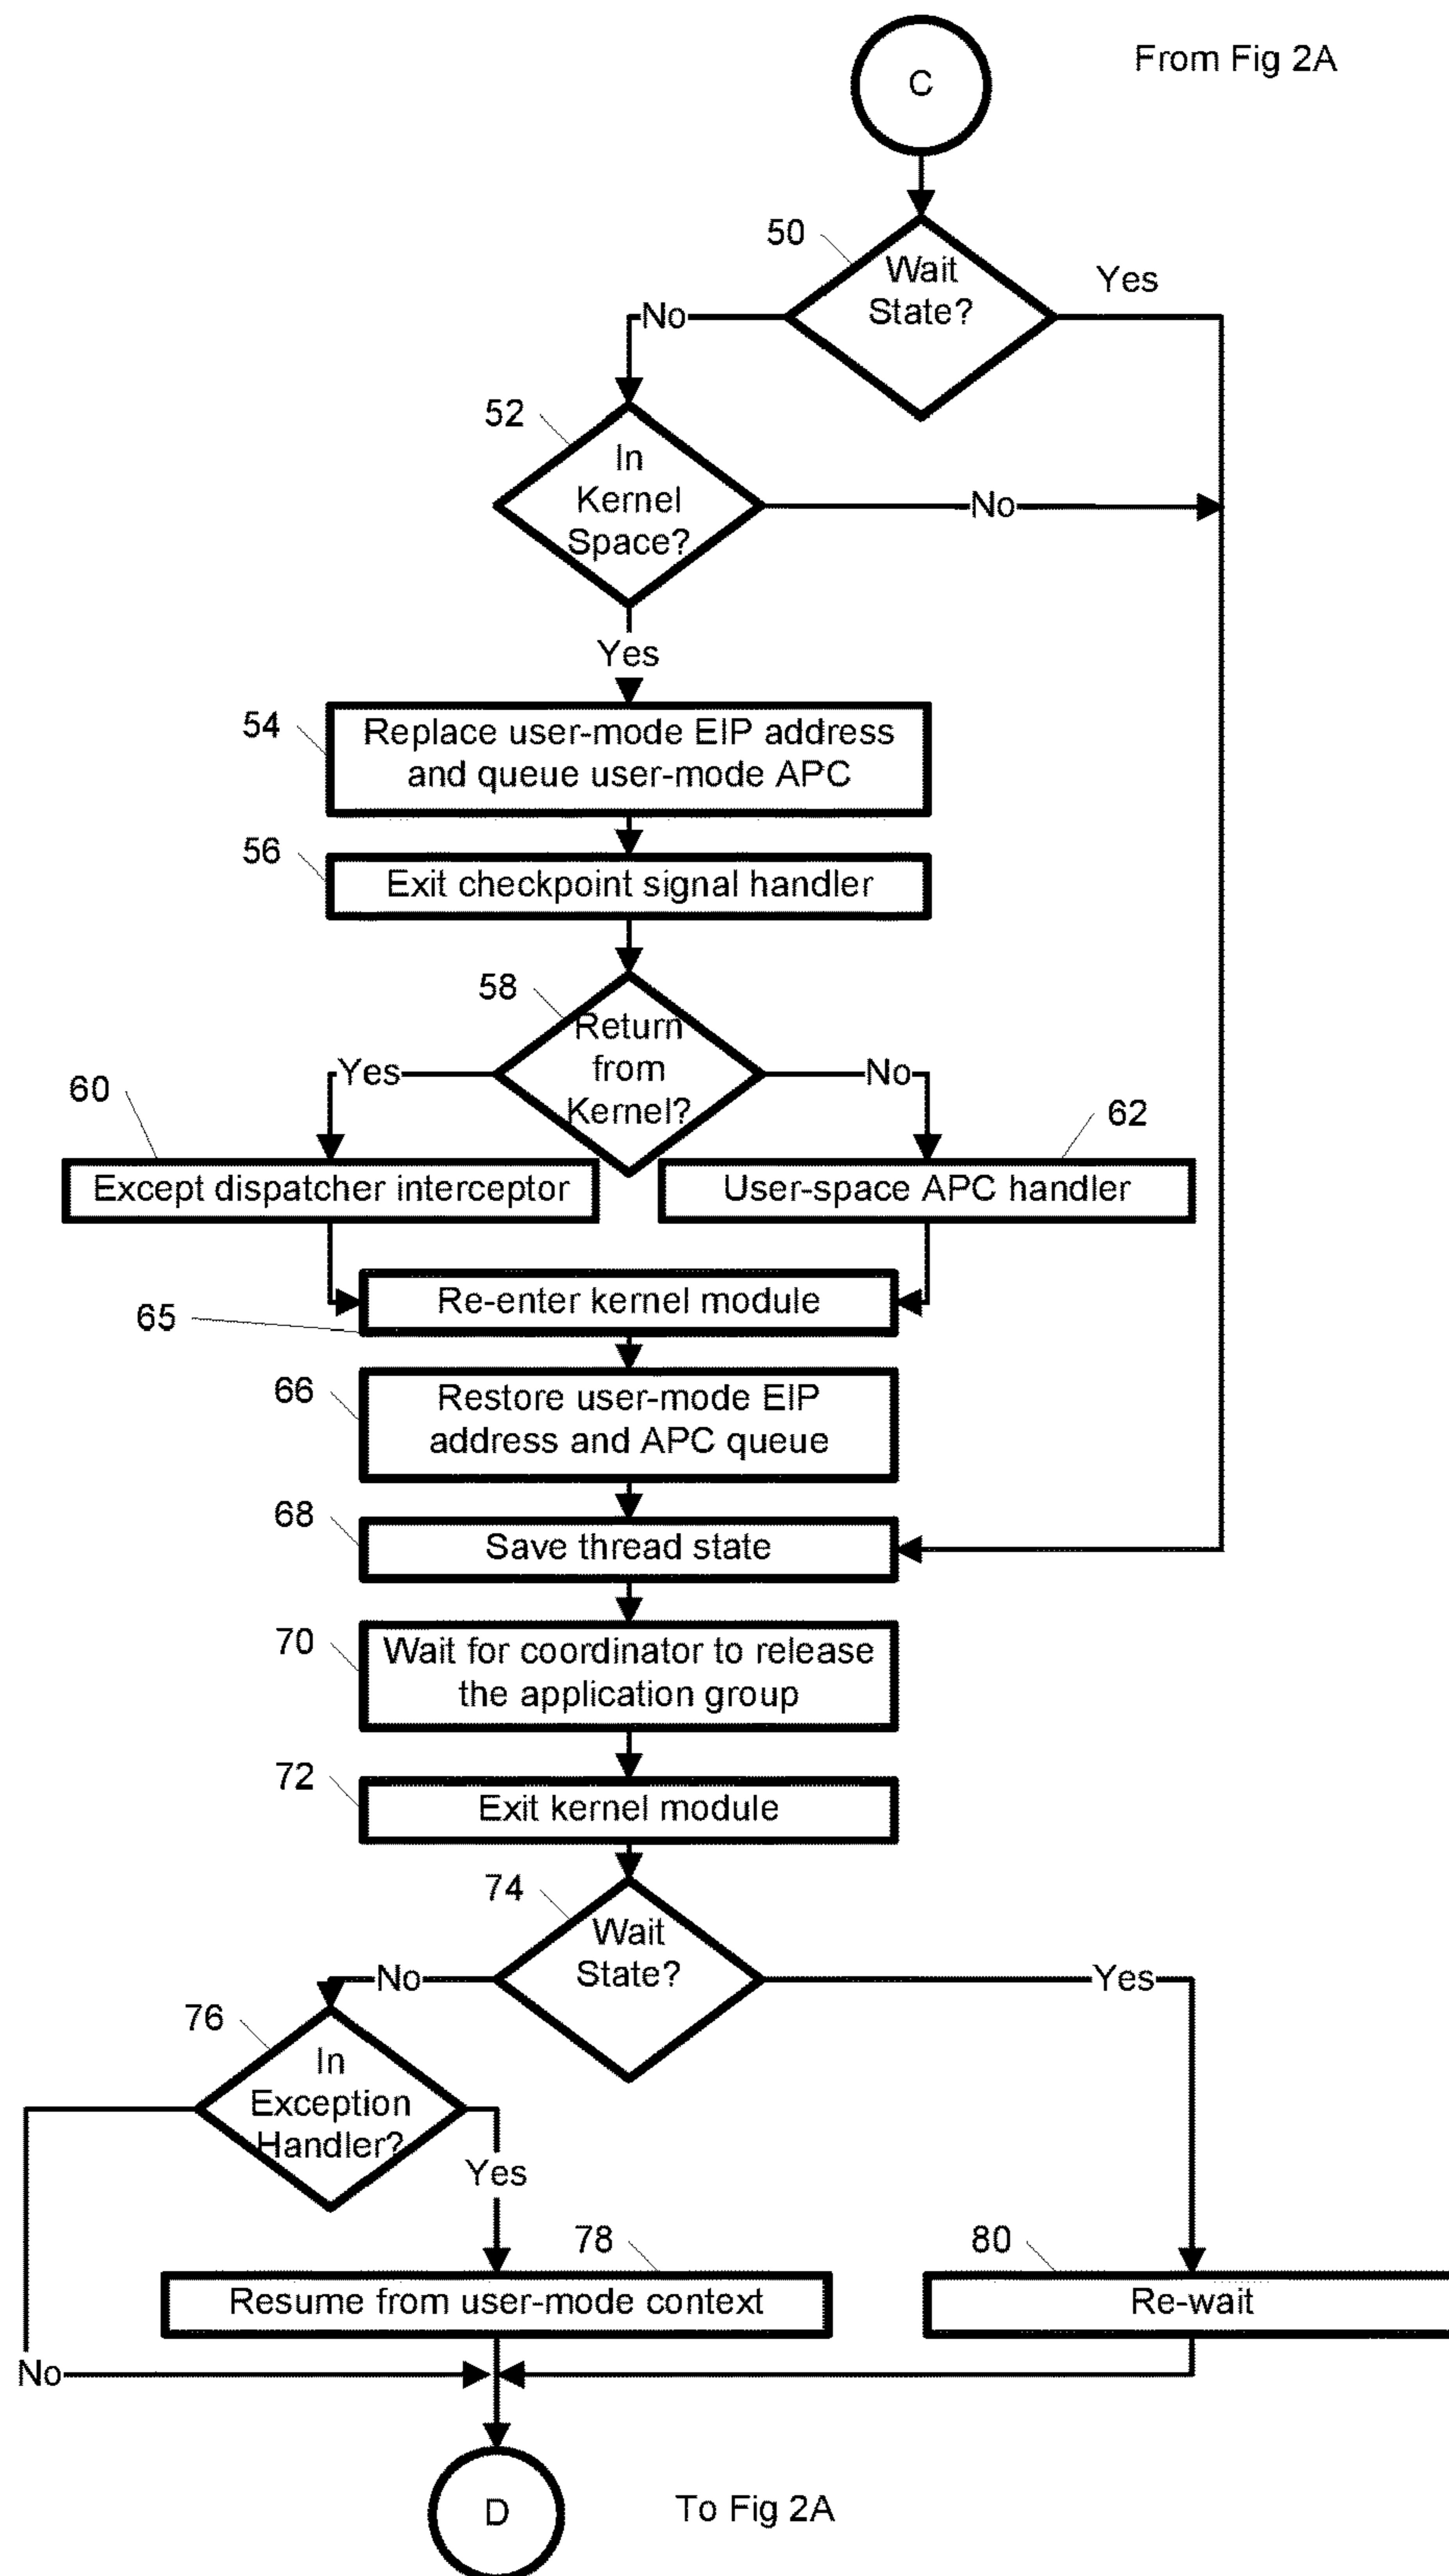 C
From Fig 2A
50
Wait
State?
Yes
No
52
In
Kernel
Space?
No
Yes
54
Replace user-mode EIP address
and queue user-mode APC
56
Exit checkpoint signal handler
58
Return
from
Kernel?
Yes
No
60
62
Except dispatcher interceptor
User-space APC handler
Re-enter kernel module
65
66
Restore user-mode EIP
address and APC queue
68
Save thread state
70
Wait for coordinator to release
the application group
72
Exit kernel module
74
Wait
State?
No
Yes
76
In
Exception
Handler?
Yes
78
80
Resume from user-mode context
Re-wait
No
D
To Fig 2A